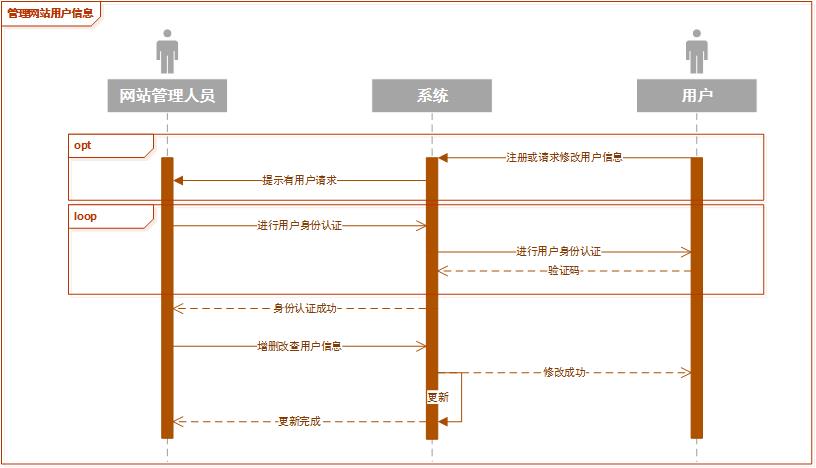 管理网站用户信息
网站管理人员
系统
用户
opt
注册或请求修改用户信息
提示有用户请求
loop
进行用户身份认证
进行用户身份认证
验证码
身份认证成功
增删改查用户信息
修改成功
更新
更新完成